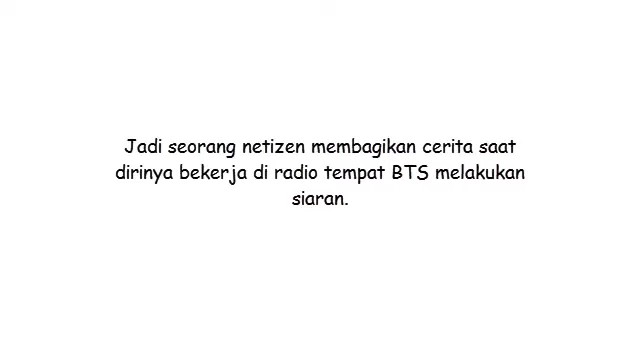 Jadi seorang netizen membagikan cerita saat
dirinya bekerja di radio tempat BTS melakukan
siaran.